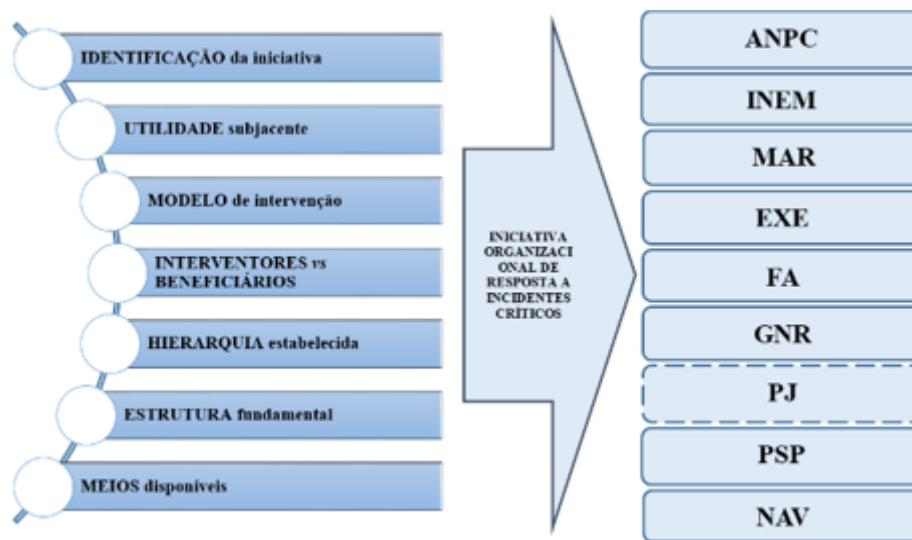 IDENTIFICAÇÃO da iniciativa
UTILIDADE subjacente
MODELO de intervenção
INTERVENTORES vs
BENEFICIÁRIOS
HIERARQUIA estabelecida
ESTRUTURA fundamental
MEIOS disponíveis
INICIATIVA
ORGANIZACI
ONAL DE
RESPOSTA A
INCIDENTES
CRÍTICOS
ANPC
INEM
MAR
EXE
FA
GNR
PJ
PSP
NAV